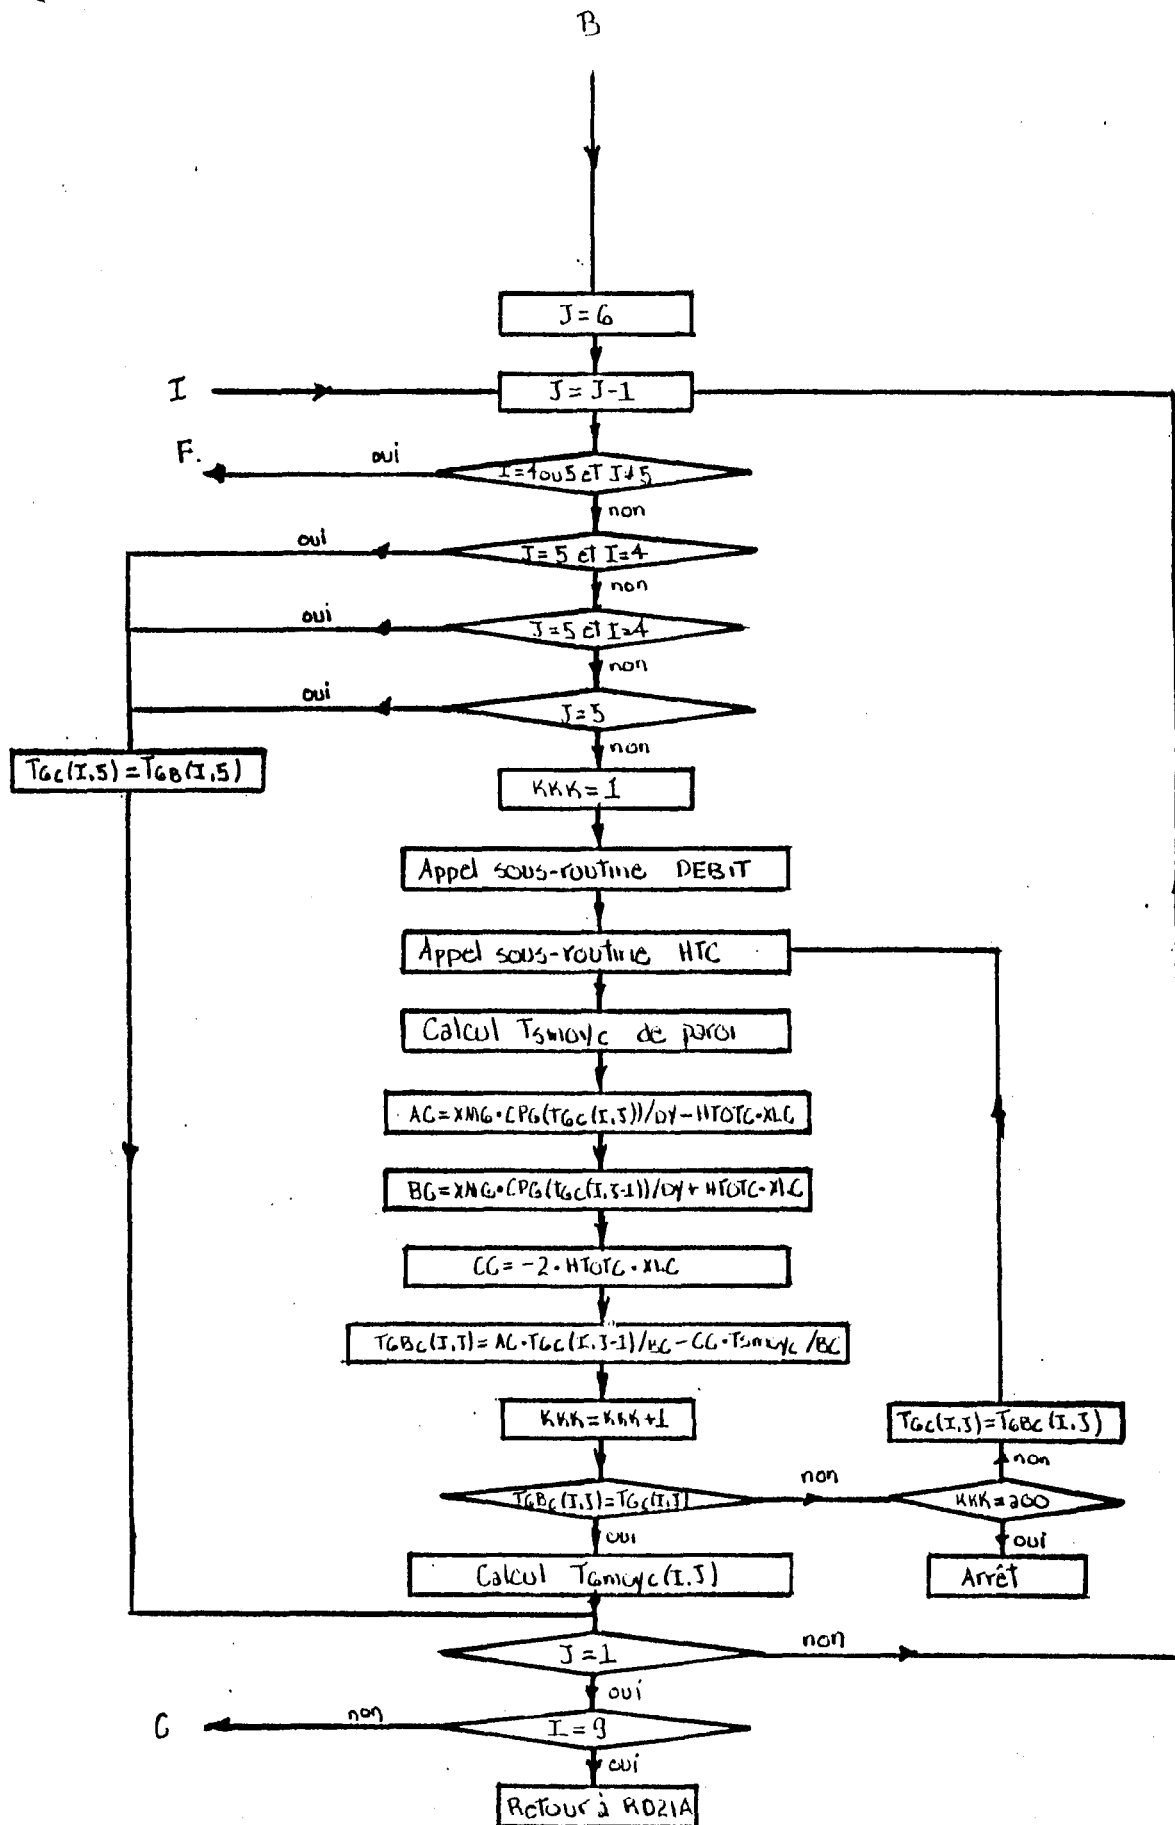 B
J = 6
I
J = J-1
F.
oui
I = 4 ou 5 et J≠5
non
oui
J = 5 et I=4
non
oui
J=5 et I=4
non
oui
J = 5
non
TGC(I,5) = TGB(I,5)
KKK = 1
Appel sous-routine DEBIT
Appel sous-routine HTC
Calcul TSmoyc de paroi
AC = XMG·CPG(TGC(I,J))/DY-HTOTC·XLC
BC = XMG·CPG(TGC(I,J-1))/DY+HTOTC·XLC
CC = -2·HTOTC·XLC
TGBC(I,J) = AC·TGC(I,J-1)/BC-CC·TSmoyc/BC
KKK = KKK+1
TGC(I,J) = TGBC(I,J)
non
TGBC(I,J) = TGC(I,J)
non
KKK = 200
oui
oui
Calcul TGmoyc(I,J)
Arrêt
J = 1
non
oui
C
non
I = 9
oui
Retour à RD21A